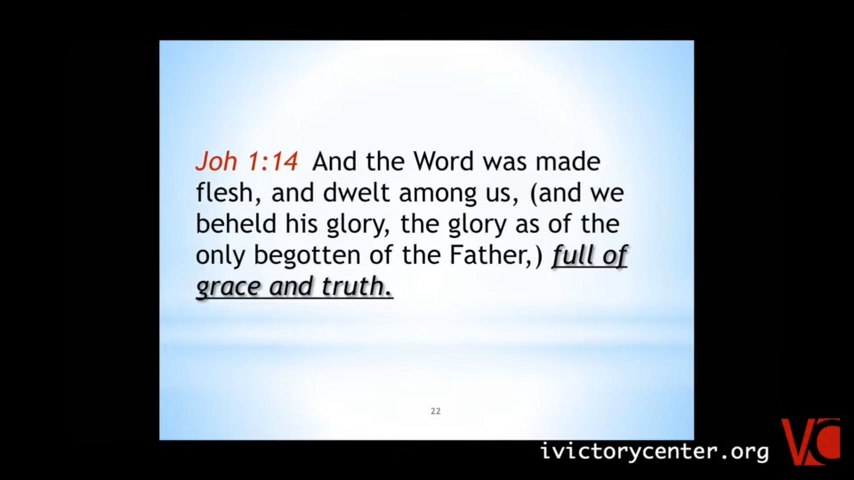 Joh 1:14 And the Word was made
flesh, and dwelt among us, (and we
beheld his glory, the glory as of the
only begotten of the Father,) full of
grace and truth.
22
ivictorycenter.org
VC